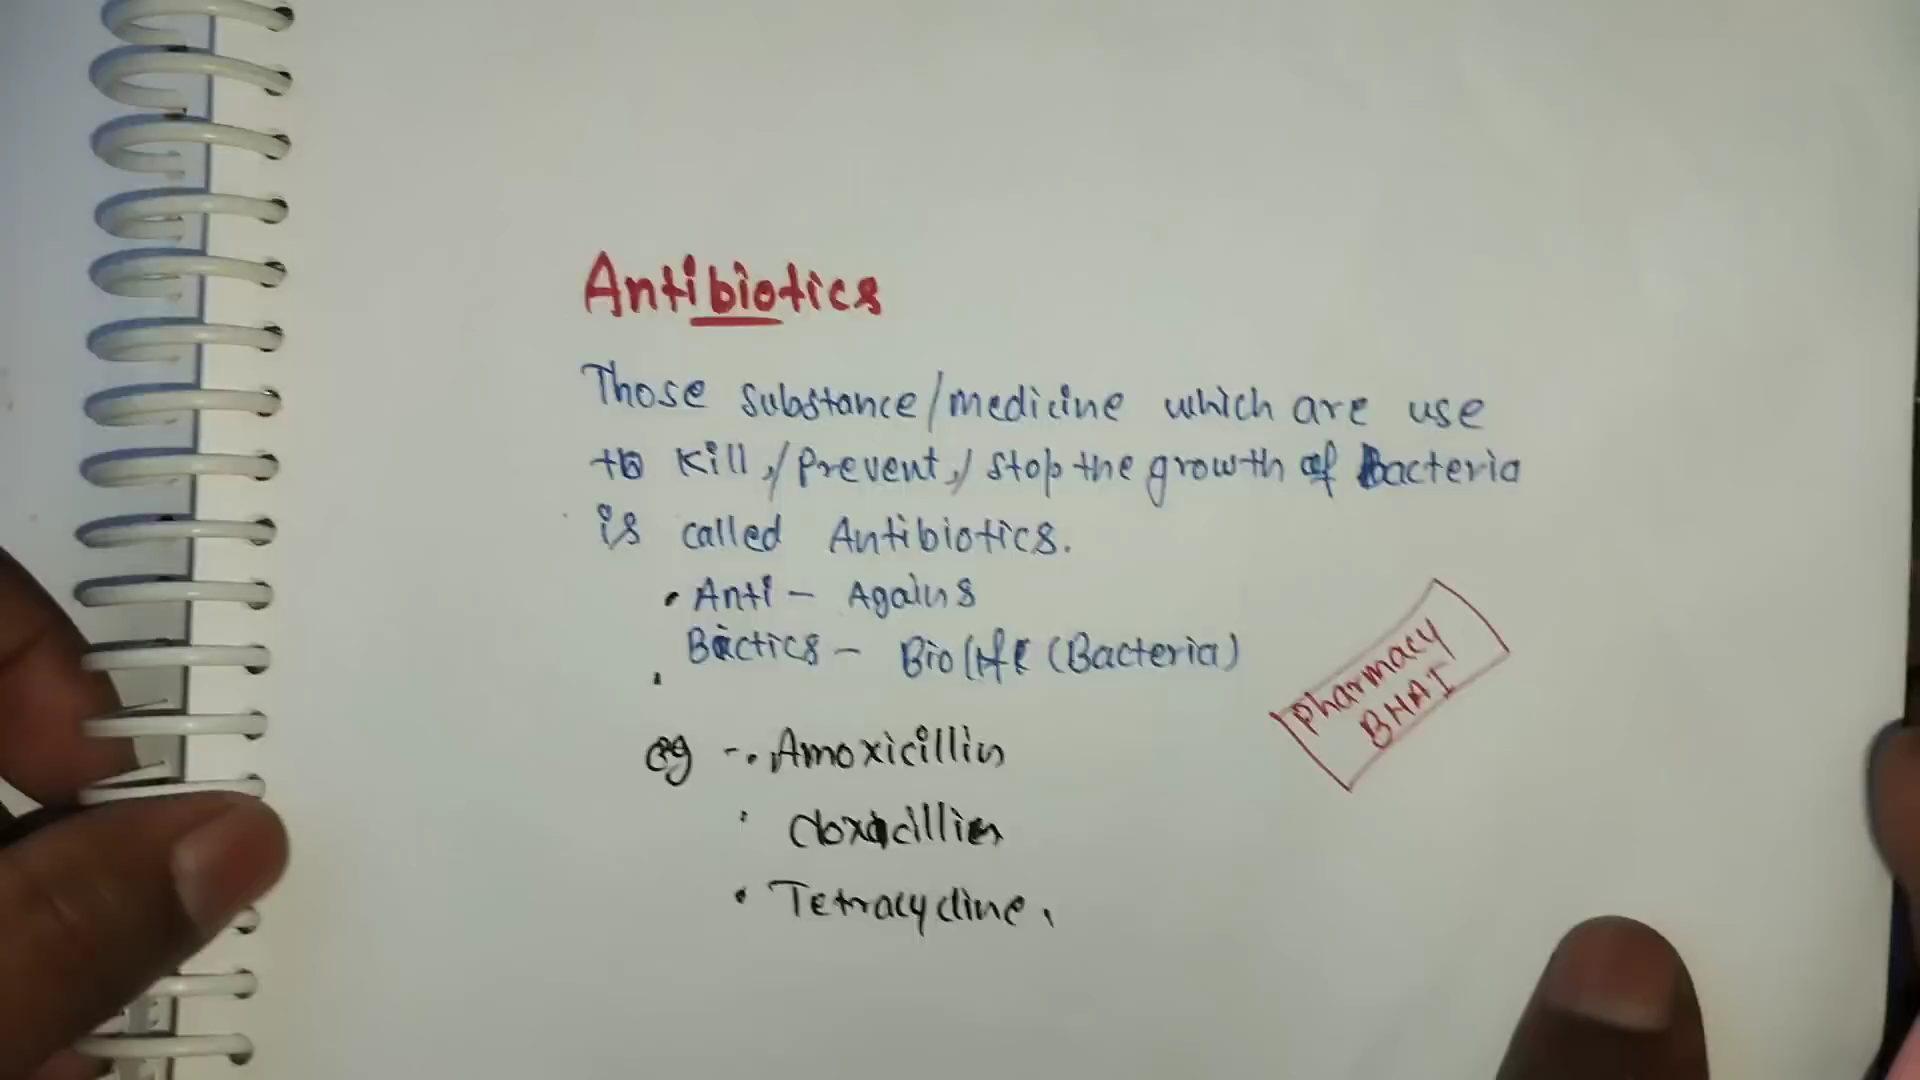 Antibiotics
Those substance/medicine which are use
to Kill,/Prevent,/stop the growth of Bacteria
is called Antibiotics.
• Anti - Agains
Bactics - Bio life (Bacteria)
eg -. Amoxicillin
• Cloxacillin
• Tetracycline.
Pharmacy
BHAI